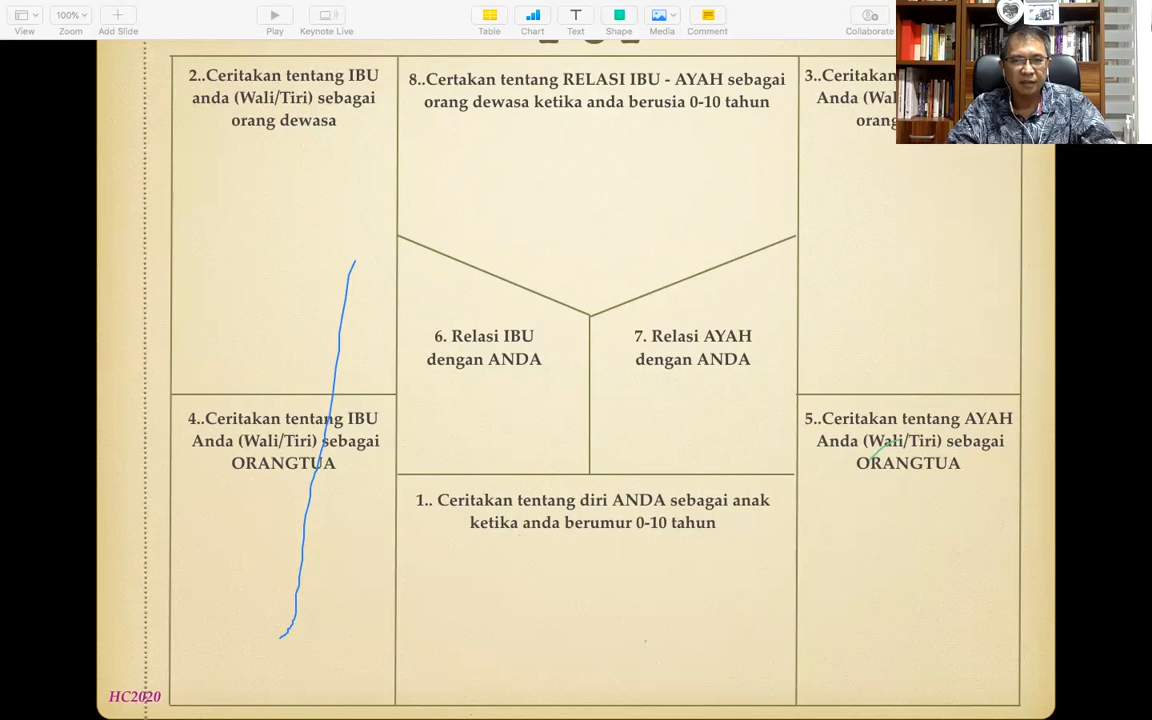 View
100%
Zoom
Add Slide
Play
Keynote Live
Table
Chart
Text
Shape
Media
Comment
Collaborate
2..Ceritakan tentang IBU
anda (Wali/Tiri) sebagai
orang dewasa
8..Certakan tentang RELASI IBU - AYAH sebagai
orang dewasa ketika anda berusia 0-10 tahun
3..Ceritakan
Anda
6. Relasi IBU
dengan ANDA
7. Relasi AYAH
dengan ANDA
4..Ceritakan tentang IBU
Anda (Wali/Tiri) sebagai
ORANGTUA
5..Ceritakan tentang AYAH
Anda (Wali/Tiri) sebagai
ORANGTUA
1.. Ceritakan tentang diri ANDA sebagai anak
ketika anda berumur 0-10 tahun
HC2020